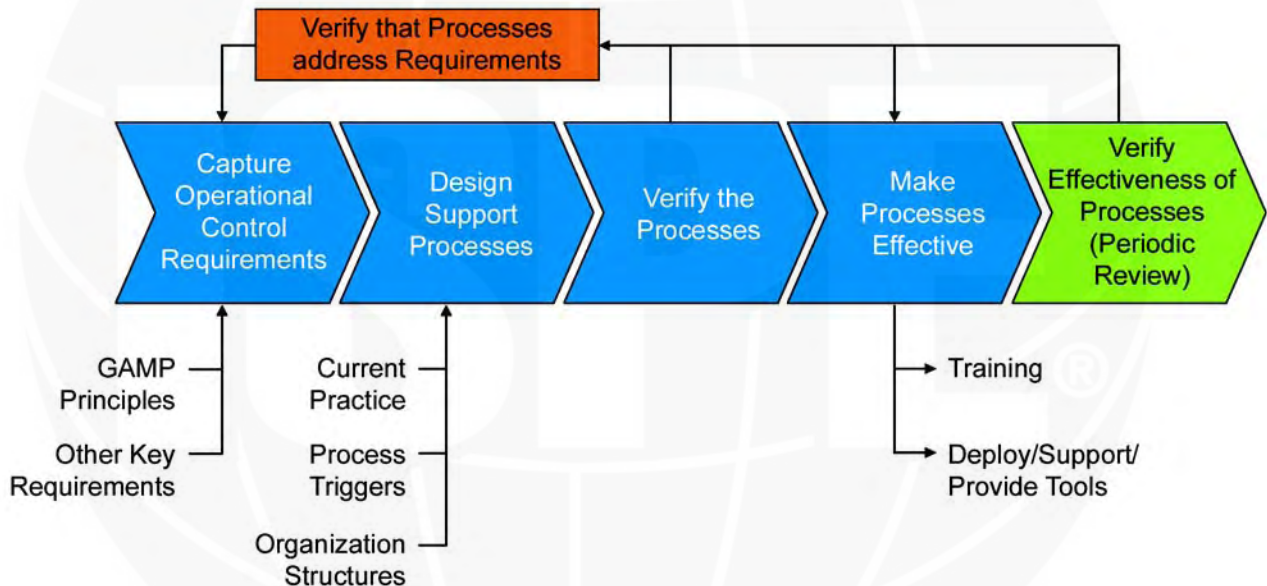 Verify that Processes
address Requirements
Capture
Operational
Control
Requirements
Design
Support
Processes
Verify the
Processes
Make
Processes
Effective
Verify
Effectiveness of
Processes
(Periodic
Review)
GAMP
Principles
Other Key
Requirements
Current
Practice
Process
Triggers
Organization
Structures
Training
Deploy/Support/
Provide Tools
ISPE
®